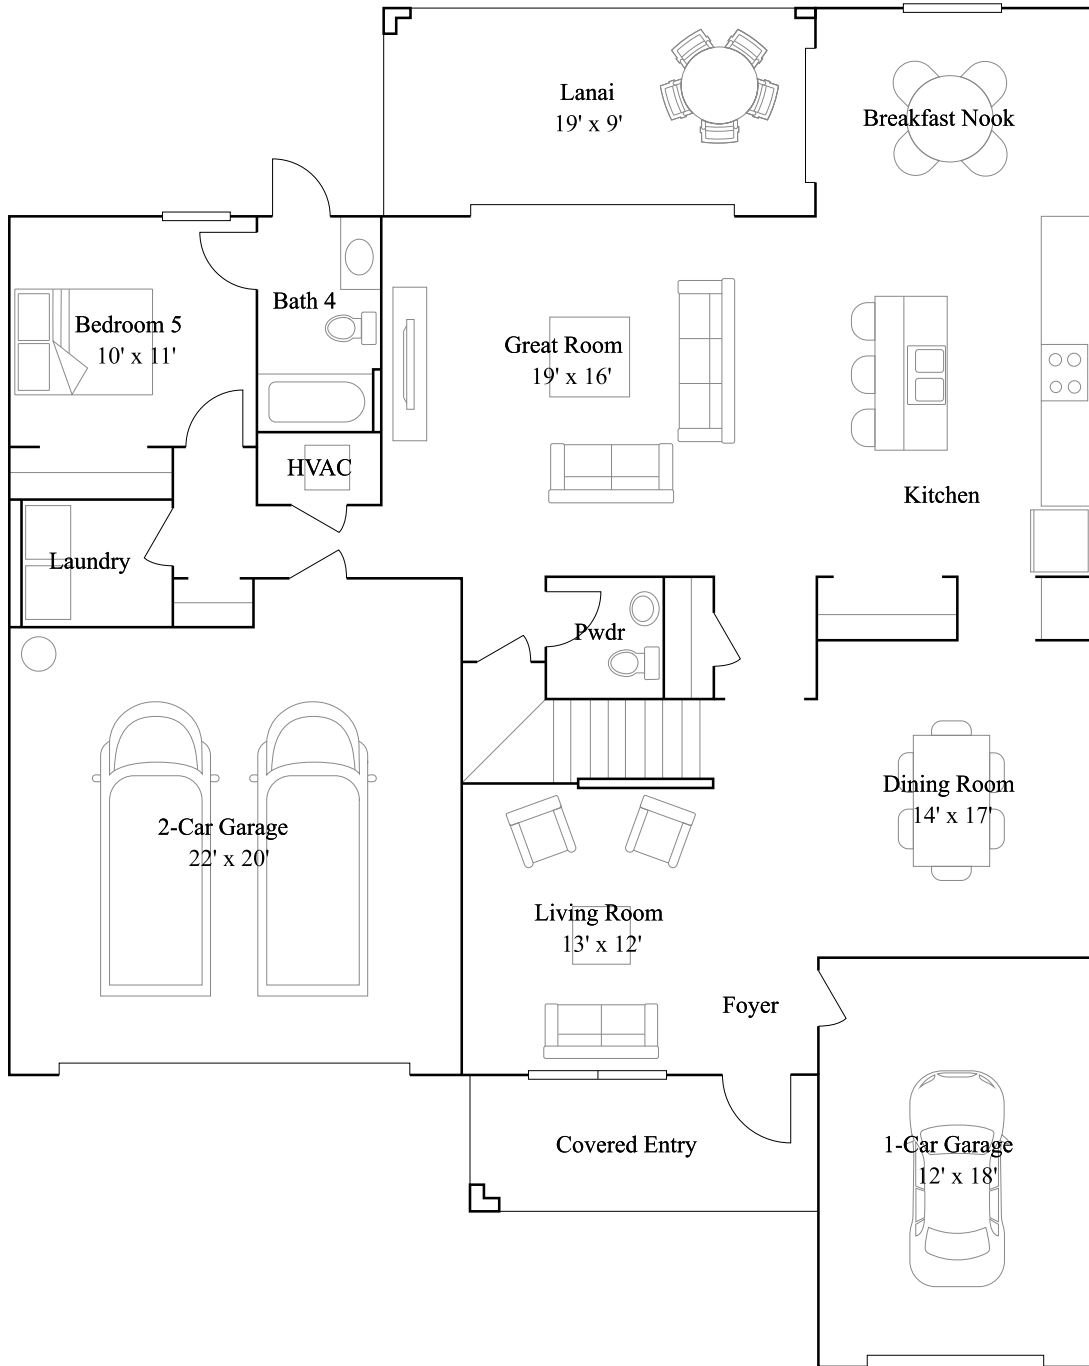 Lanai
19' x 9'
Breakfast Nook
Bath 4
Bedroom 5
10' x 11'
Great Room
19' x 16'
HVAC
Kitchen
Laundry
Pwdr
Dining Room
14' x 17'
2-Car Garage
22' x 20'
Living Room
13' x 12'
Foyer
Covered Entry
1-Car Garage
12' x 18'